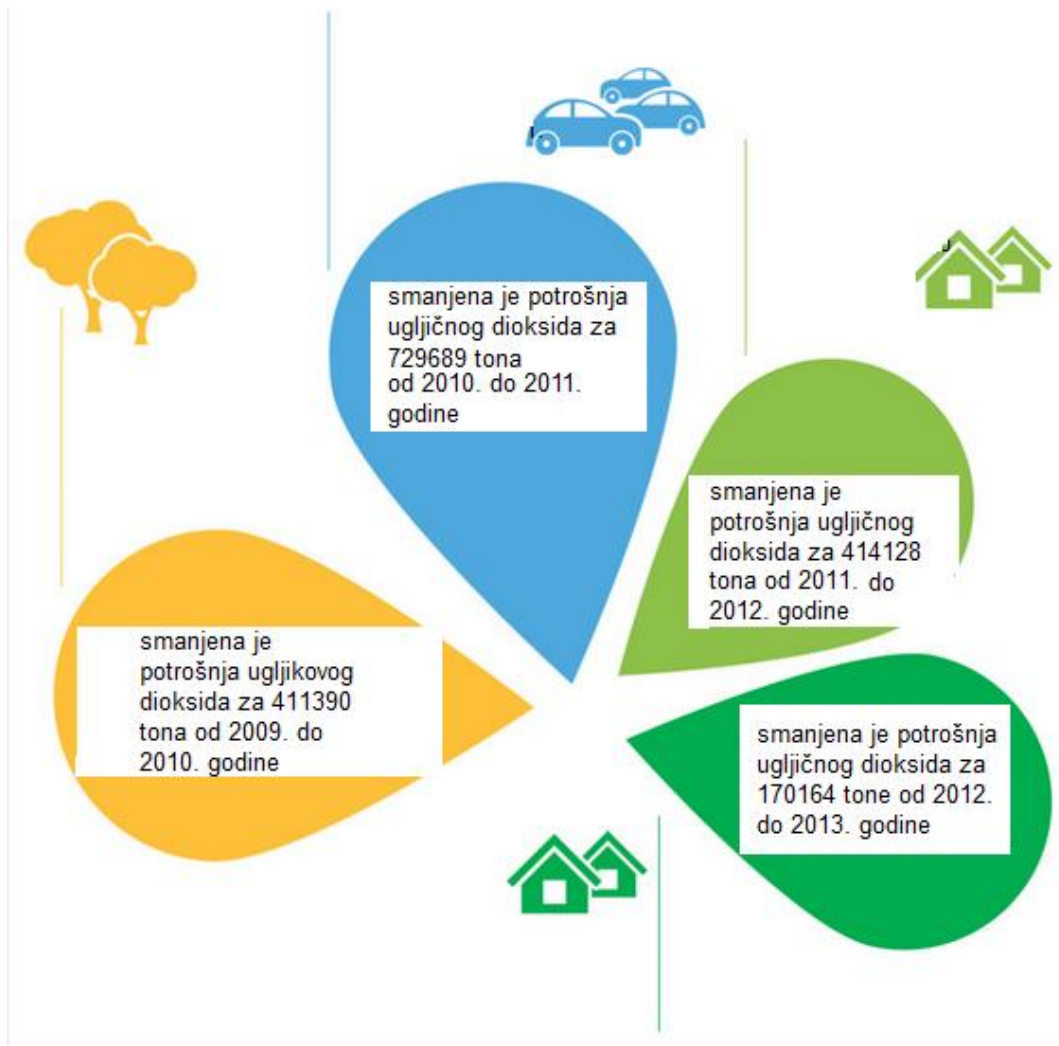 smanjena je potrošnja
ugljičnog dioksida za
729689 tona
od 2010. do 2011.
godine
smanjena je
potrošnja ugljičnog
dioksida za 414128
tona od 2011. do
2012. godine
smanjena je
potrošnja ugljikovog
dioksida za 411390
tona od 2009. do
2010. godine
smanjena je potrošnja
ugljičnog dioksida za
170164 tone od 2012.
do 2013. godine